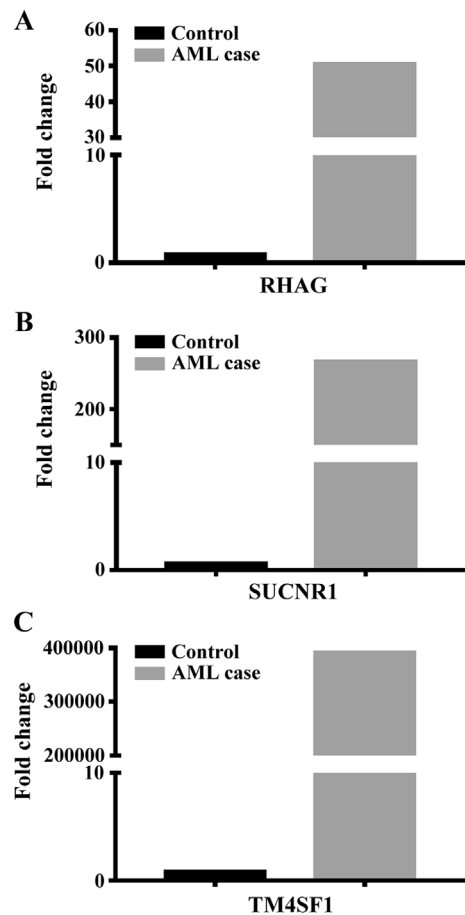 A
Control
AML case
Fold change
60
50
40
30
10
0
RHAG
B
Control
AML case
Fold change
300
200
10
0
SUCNR1
C
Control
AML case
Fold change
400000
300000
200000
10
0
TM4SF1